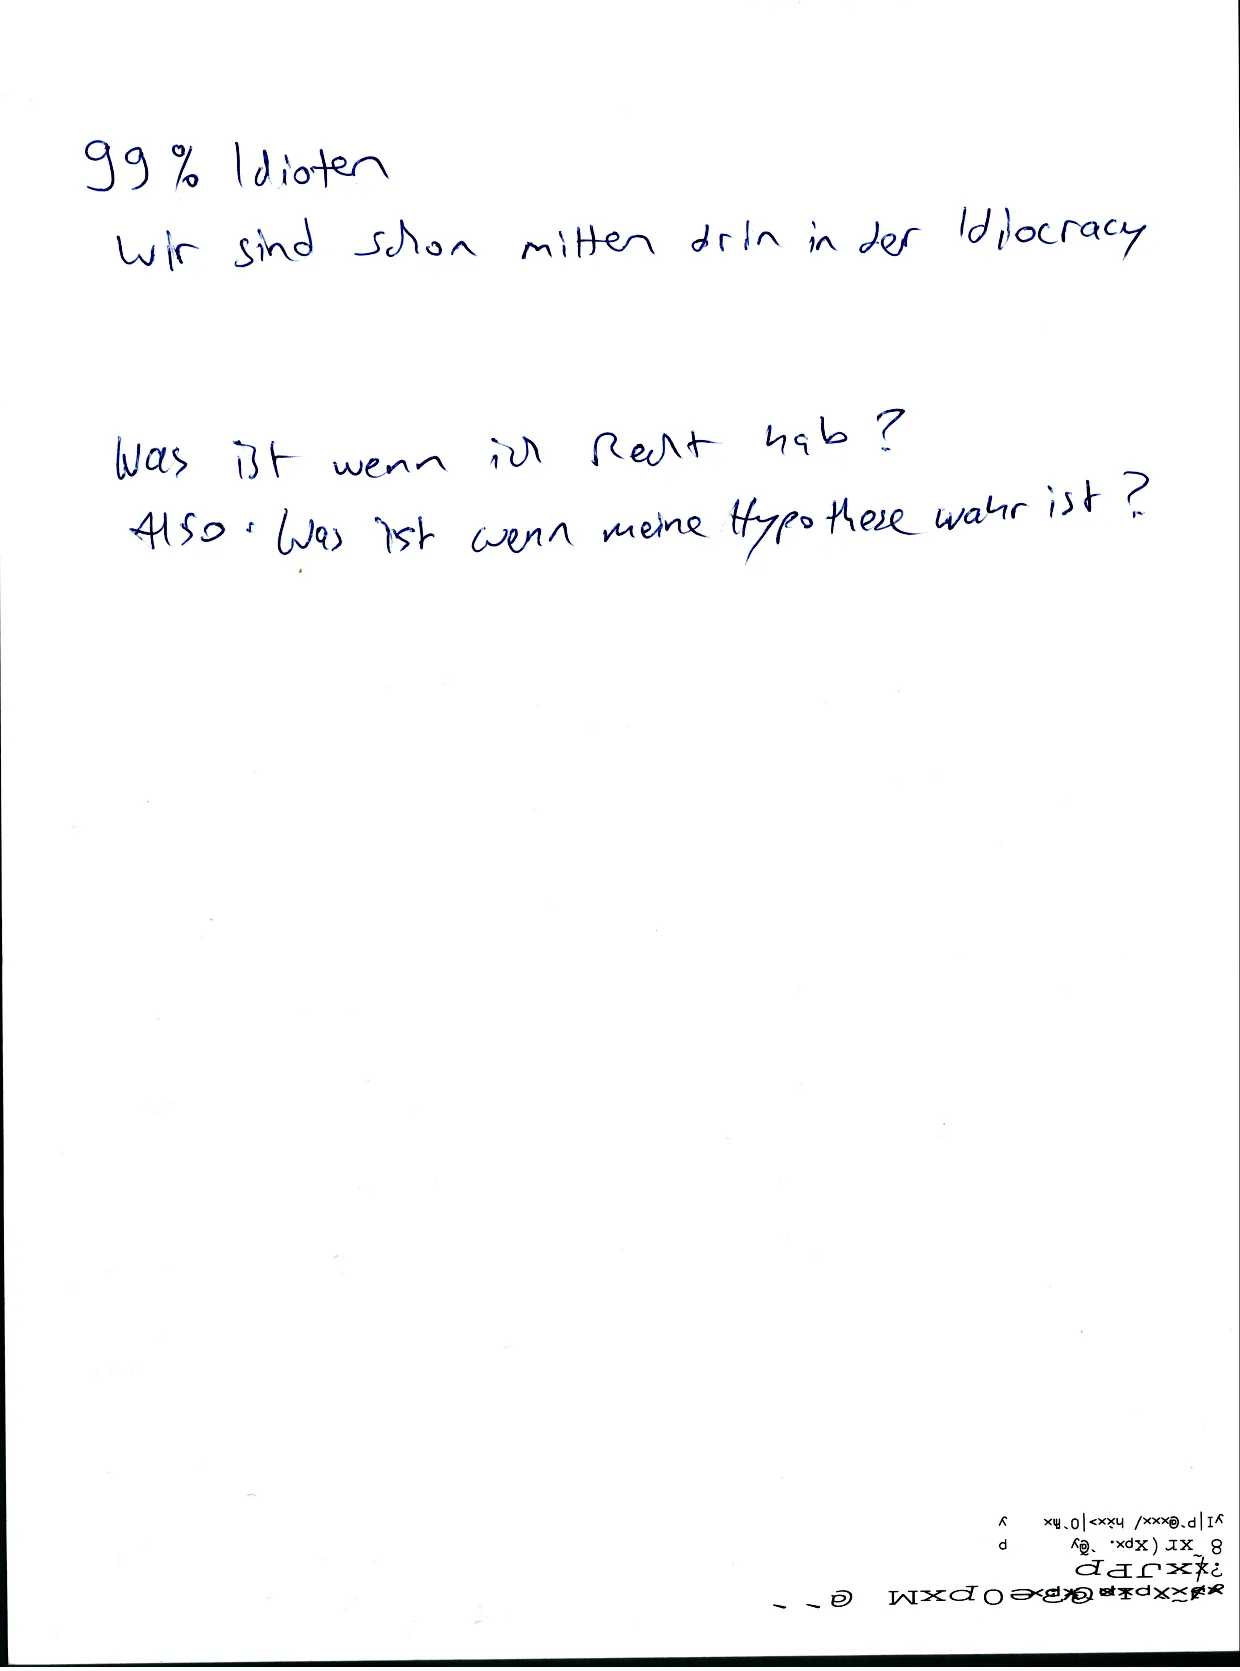 99% Idioten
Wir sind schon mitten drin in der Idiocracy
Was ist wenn ich Recht hab?
Also: Was ist wenn meine Hypothese wahr ist?